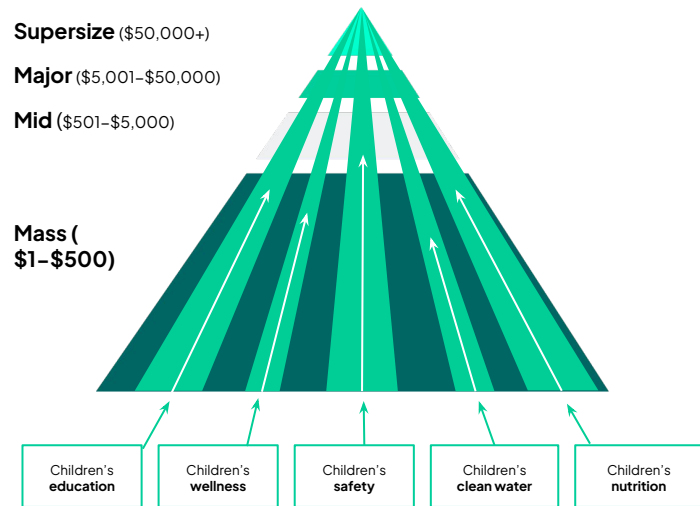 Supersize ($50,000+)
Major ($5,001–$50,000)
Mid ($501–$5,000)
Mass (
$1–$500)
Children's
education
Children's
wellness
Children's
safety
Children's
clean water
Children's
nutrition